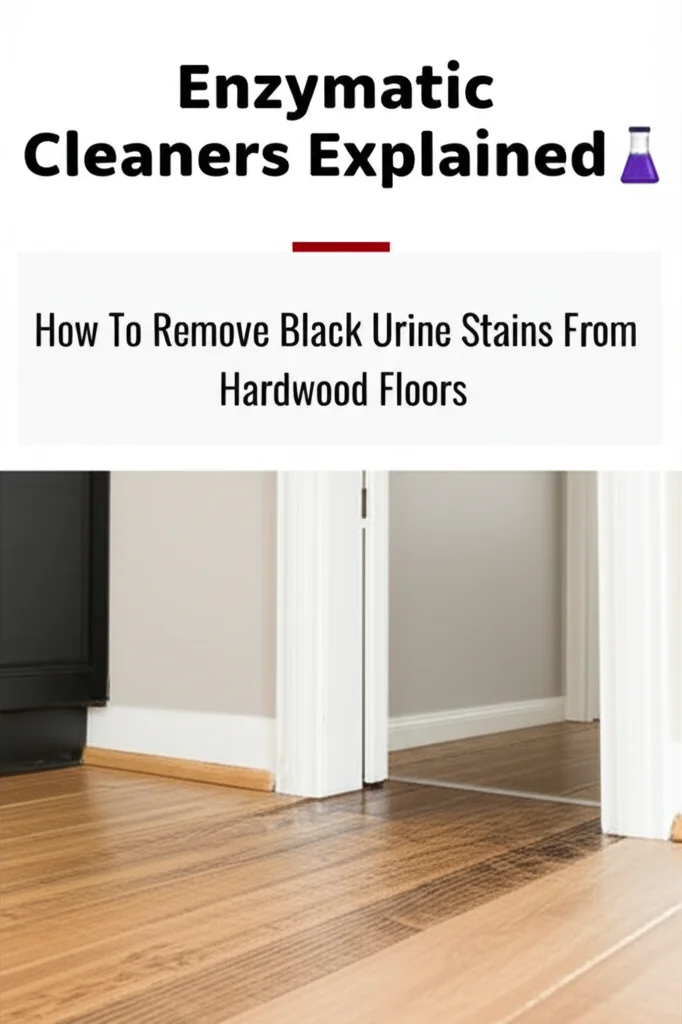 Enzymatic
Cleaners Explained🧪
How To Remove Black Urine Stains From
Hardwood Floors